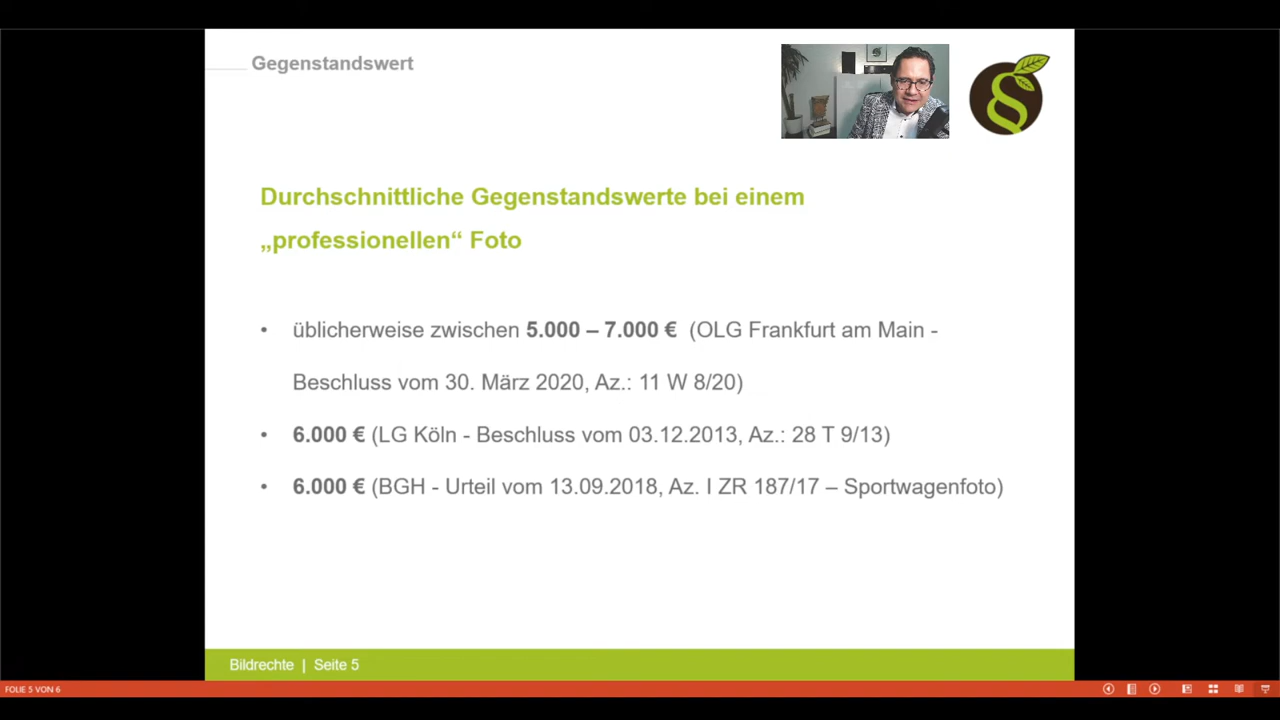 Gegenstandswert
Durchschnittliche Gegenstandswerte bei einem
„professionellen“ Foto
• üblicherweise zwischen 5.000 – 7.000 € (OLG Frankfurt am Main -
Beschluss vom 30. März 2020, Az.: 11 W 8/20)
• 6.000 € (LG Köln - Beschluss vom 03.12.2013, Az.: 28 T 9/13)
• 6.000 € (BGH - Urteil vom 13.09.2018, Az. I ZR 187/17 – Sportwagenfoto)
Bildrechte | Seite 5
FOLIE 5 VON 6